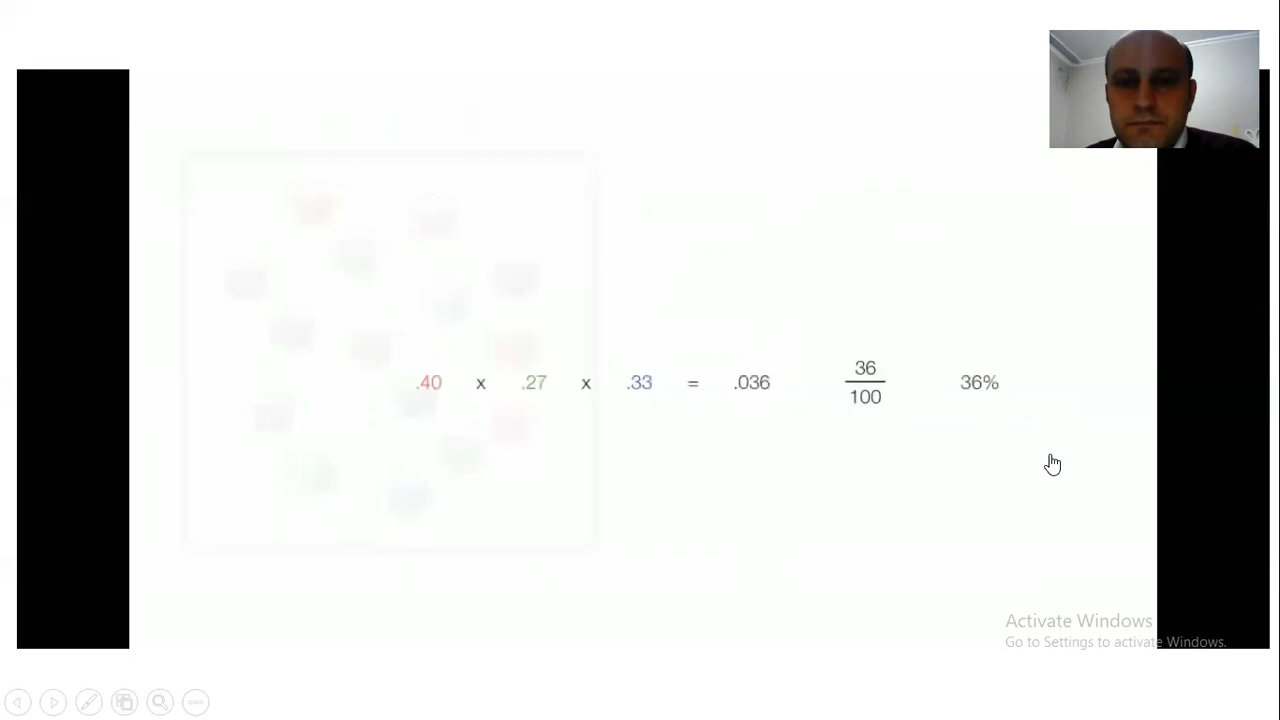 .40 x .27 x .33 = .036 36/100 36%
Activate Windows
Go to Settings to activate Windows.